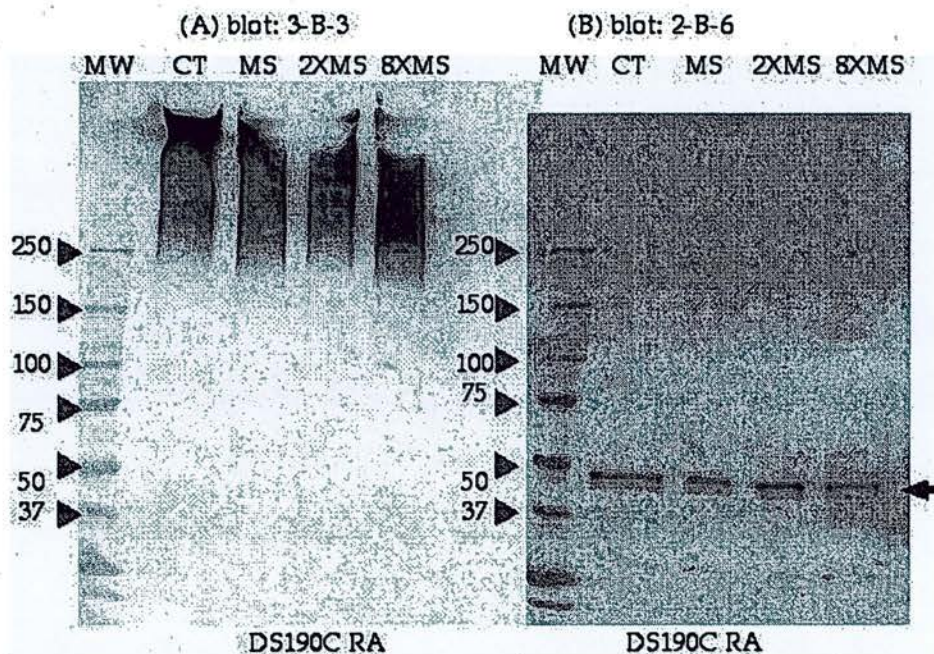 (A) blot: 3-B-3
(B) blot: 2-B-6
MW CT MS 2XMS 8XMS
MW CT MS 2XMS 8XMS
250
150
100
75
50
37
250
150
100
75
50
37
DS190C RA
DS190C RA